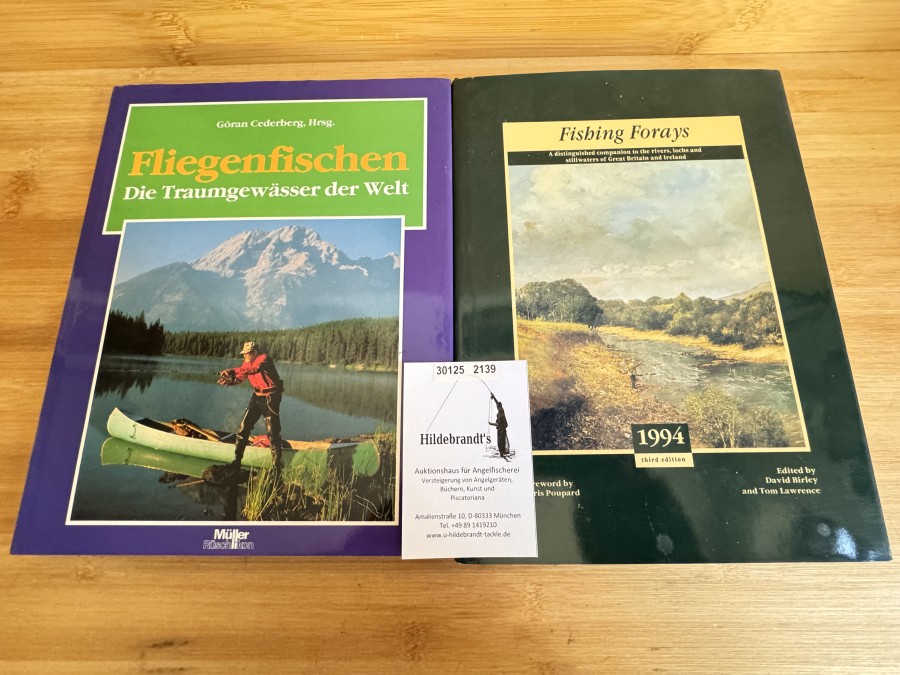 Göran Cederberg, Hrsg.
Fliegenfischen
Die Traumgewässer der Welt
Müller
Rüschlikon
Fishing Forays
A distinguished companion to the rivers, lochs and
stillwaters of Great Britain and Ireland
1994
third edition
Poupard
Edited by
David Birley
and Tom Lawrence
30125 2139
Hildebrandt's
Auktionshaus für Angelfischerei
Versteigerung von Angelgeräten,
Büchern, Kunst und
Piscatoriana
Amalienstraße 10, D-80333 München
Tel. +49 89 1419210
www.u-hildebrandt-tackle.de